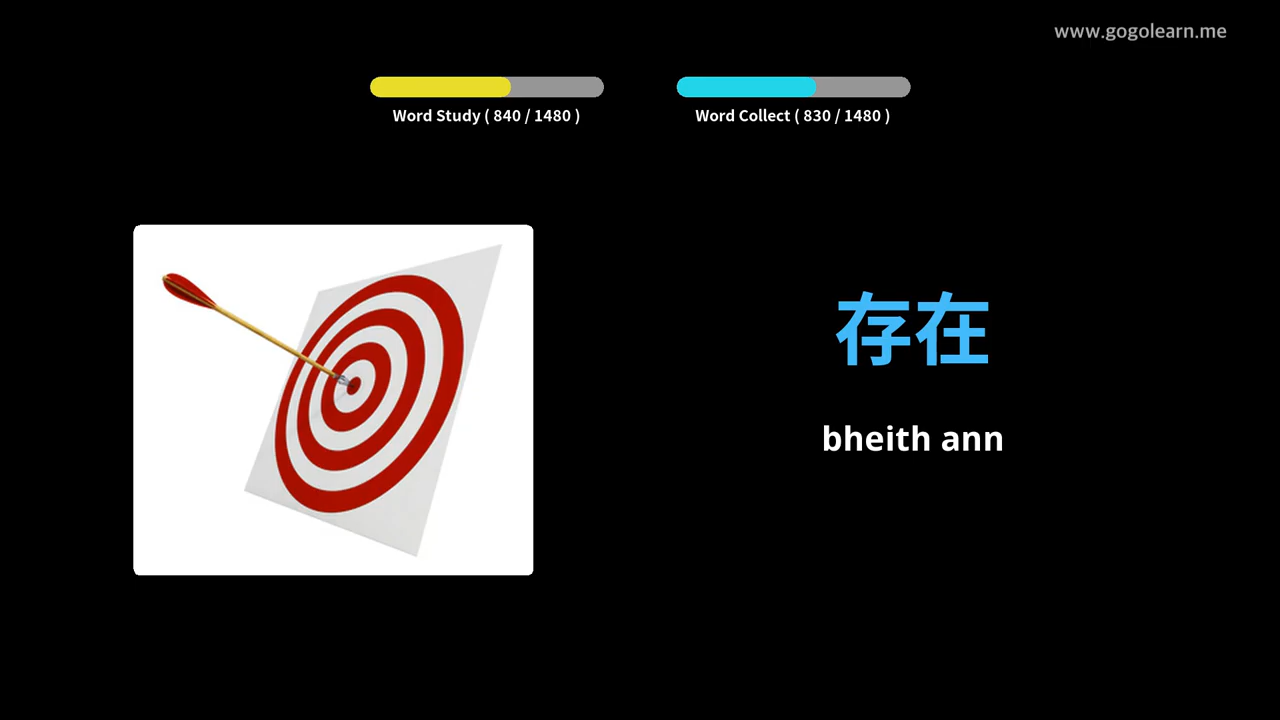 www.gogolearn.me
Word Study ( 840 / 1480 )
Word Collect ( 830 / 1480 )
存在
bheith ann